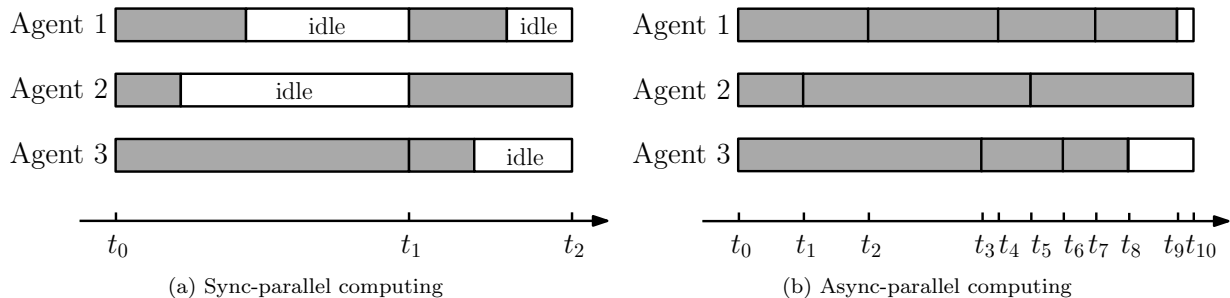 Agent 1 idle idle
Agent 2 idle
Agent 3 idle
t₀ t₁ t₂
(a) Sync-parallel computing
Agent 1
Agent 2
Agent 3
t₀ t₁ t₂ t₃ t₄ t₅ t₆ t₇ t₈ t₉ t₁₀
(b) Async-parallel computing